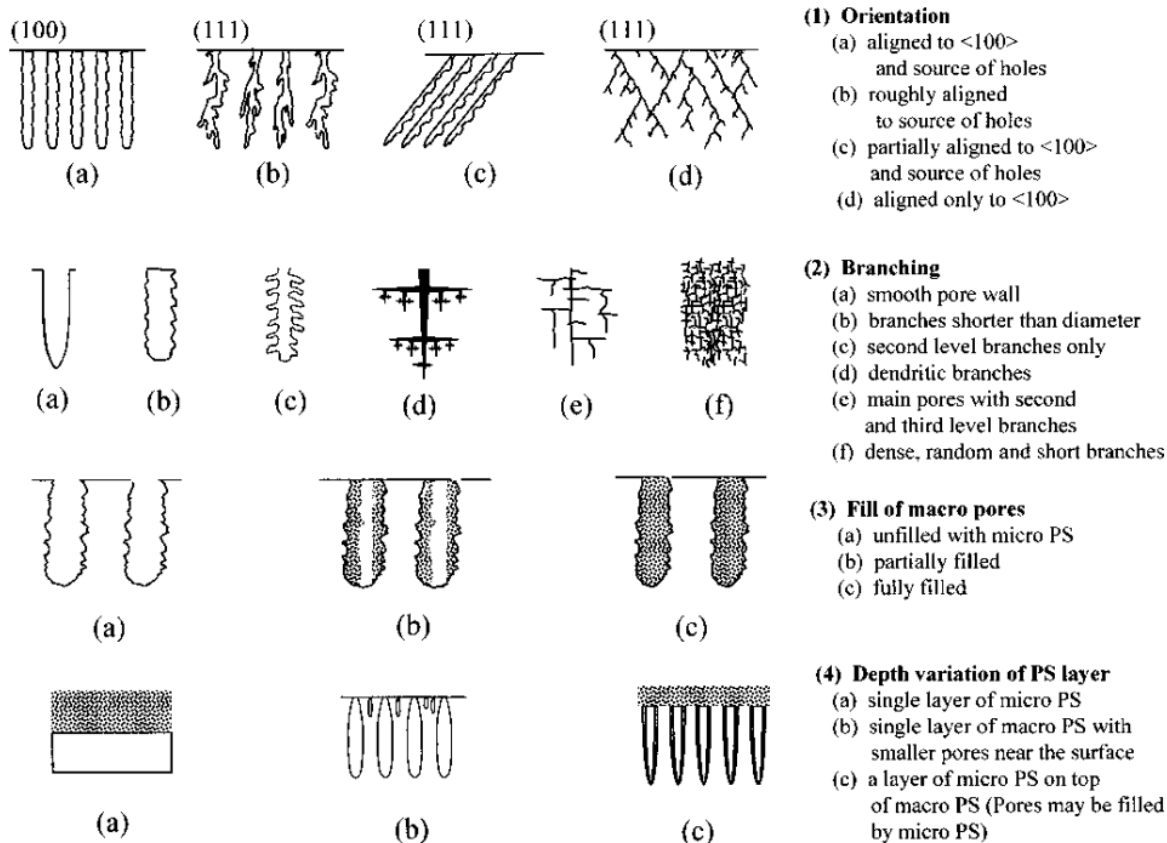 (100)
(111)
(111)
(111)
(a)
(b)
(c)
(d)
(1) Orientation
(a) aligned to <100>
and source of holes
(b) roughly aligned
to source of holes
(c) partially aligned to <100>
and source of holes
(d) aligned only to <100>
(a)
(b)
(c)
(d)
(e)
(f)
(2) Branching
(a) smooth pore wall
(b) branches shorter than diameter
(c) second level branches only
(d) dendritic branches
(e) main pores with second
and third level branches
(f) dense, random and short branches
(a)
(b)
(c)
(3) Fill of macro pores
(a) unfilled with micro PS
(b) partially filled
(c) fully filled
(a)
(b)
(c)
(4) Depth variation of PS layer
(a) single layer of micro PS
(b) single layer of macro PS with
smaller pores near the surface
(c) a layer of micro PS on top
of macro PS (Pores may be filled
by micro PS)